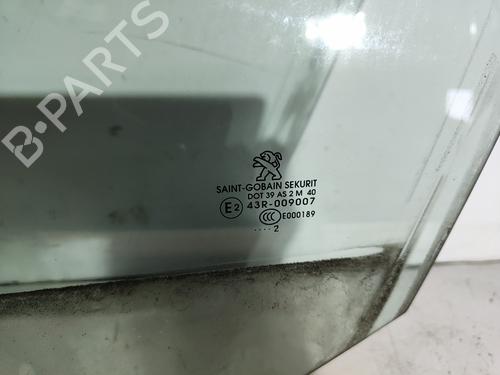 B-PARTS
SAINT-GOBAIN SEKURIT
DOT 39 AS 2 M 40
E2 43R-009007
CCC E000189
.... 2